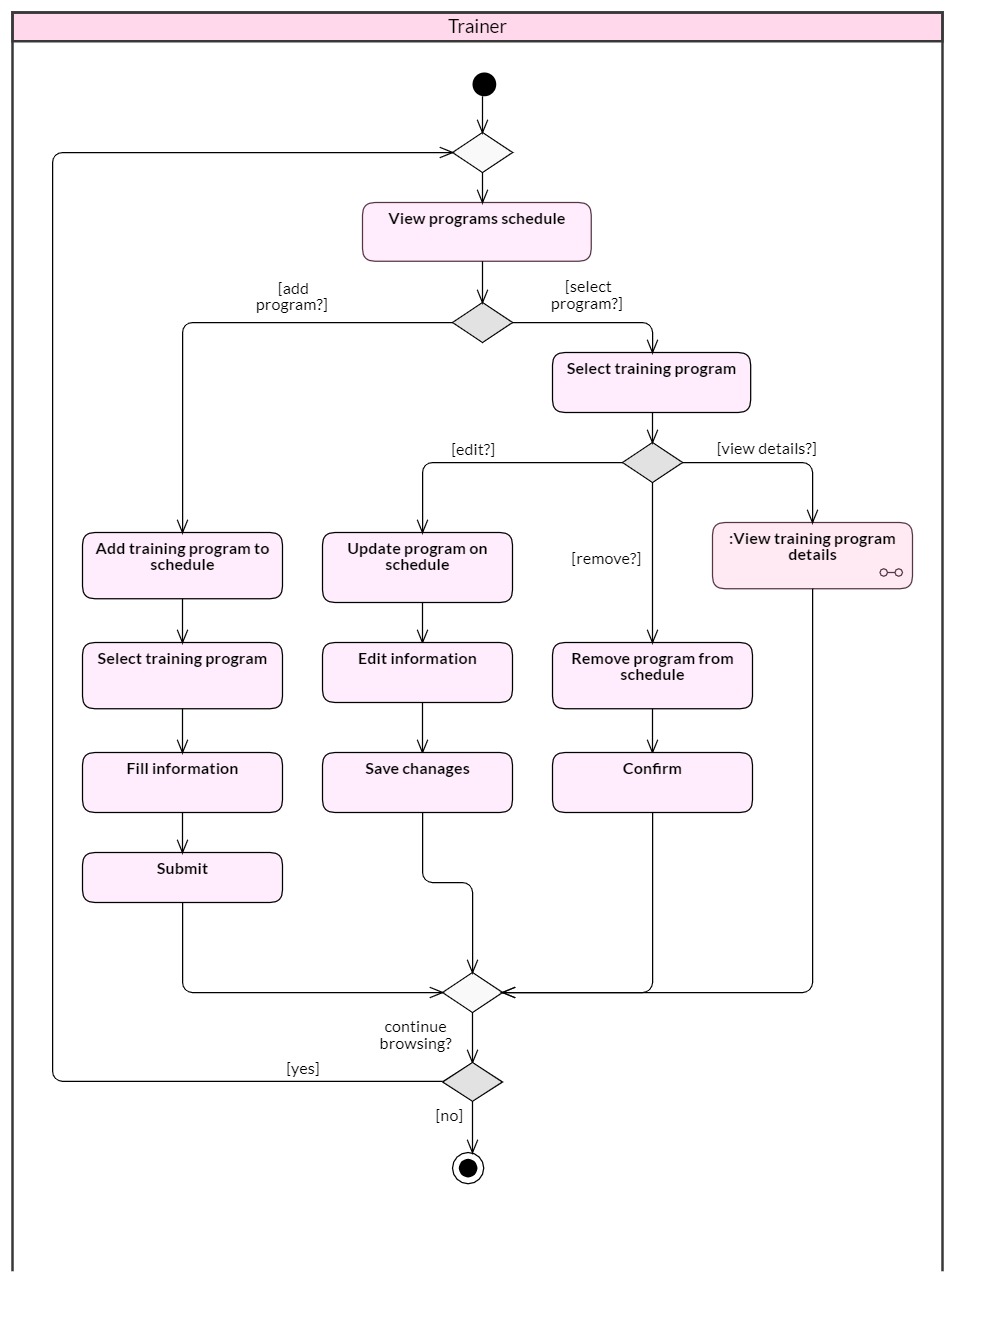 Trainer
View programs schedule
[add
program?]
[select
program?]
Select training program
[edit?]
[view details?]
Add training program to
schedule
Update program on
schedule
[remove?]
:View training program
details
Select training program
Edit information
Remove program from
schedule
Fill information
Save chanages
Confirm
Submit
continue
browsing?
[yes]
[no]